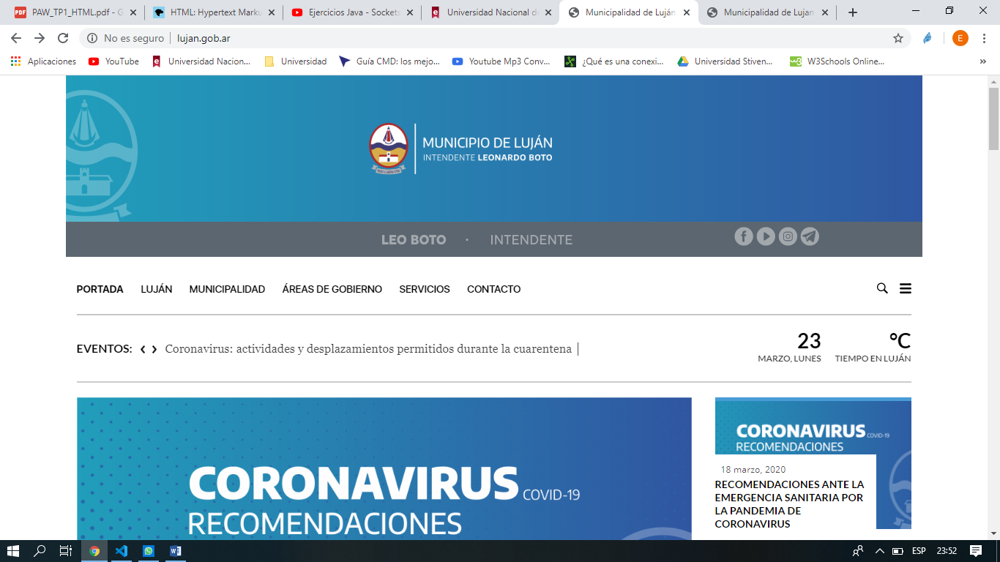 PAW_TP1_HTML.pdf - G
HTML: Hypertext Marku
Ejercicios Java - Sockets
Universidad Nacional d
Municipalidad de Luján
Municipalidad de Lujan
No es seguro
lujan.gob.ar
E
Aplicaciones
YouTube
Universidad Nacion...
Universidad
Guía CMD: los mejo...
Youtube Mp3 Conv...
¿Qué es una conexi...
Universidad Stiven...
W3Schools Online...
»
MUNICIPIO DE LUJÁN
INTENDENTE LEONARDO BOTO
LEO BOTO · INTENDENTE
PORTADA LUJÁN MUNICIPALIDAD ÁREAS DE GOBIERNO SERVICIOS CONTACTO
EVENTOS: Coronavirus: actividades y desplazamientos permitidos durante la cuarentena |
23
MARZO, LUNES
°C
TIEMPO EN LUJÁN
CORONAVIRUS COVID-19
RECOMENDACIONES
CORONAVIRUS COVID-19
RECOMENDACIONES
18 marzo, 2020
RECOMENDACIONES ANTE LA
EMERGENCIA SANITARIA POR
LA PANDEMIA DE
CORONAVIRUS
ESP
23:52